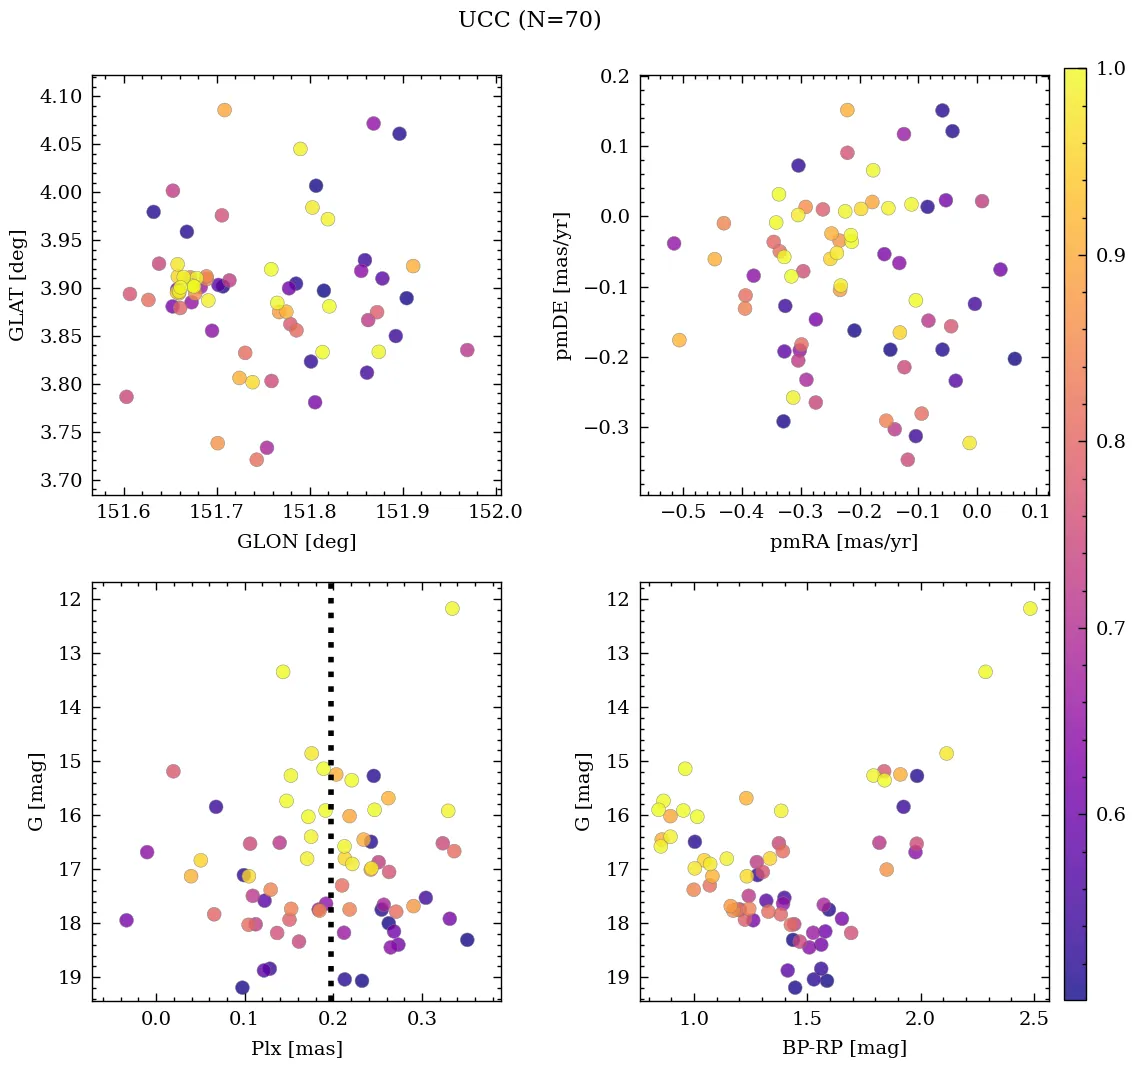 UCC (N=70)
4.10
4.05
4.00
3.95
3.90
3.85
3.80
3.75
3.70
GLAT [deg]
151.6 151.7 151.8 151.9 152.0
GLON [deg]
0.2
0.1
0.0
−0.1
−0.2
−0.3
pmDE [mas/yr]
−0.5 −0.4 −0.3 −0.2 −0.1 0.0 0.1
pmRA [mas/yr]
1.0
0.9
0.8
0.7
0.6
12
13
14
15
16
17
18
19
G [mag]
0.0 0.1 0.2 0.3
Plx [mas]
12
13
14
15
16
17
18
19
G [mag]
1.0 1.5 2.0 2.5
BP-RP [mag]